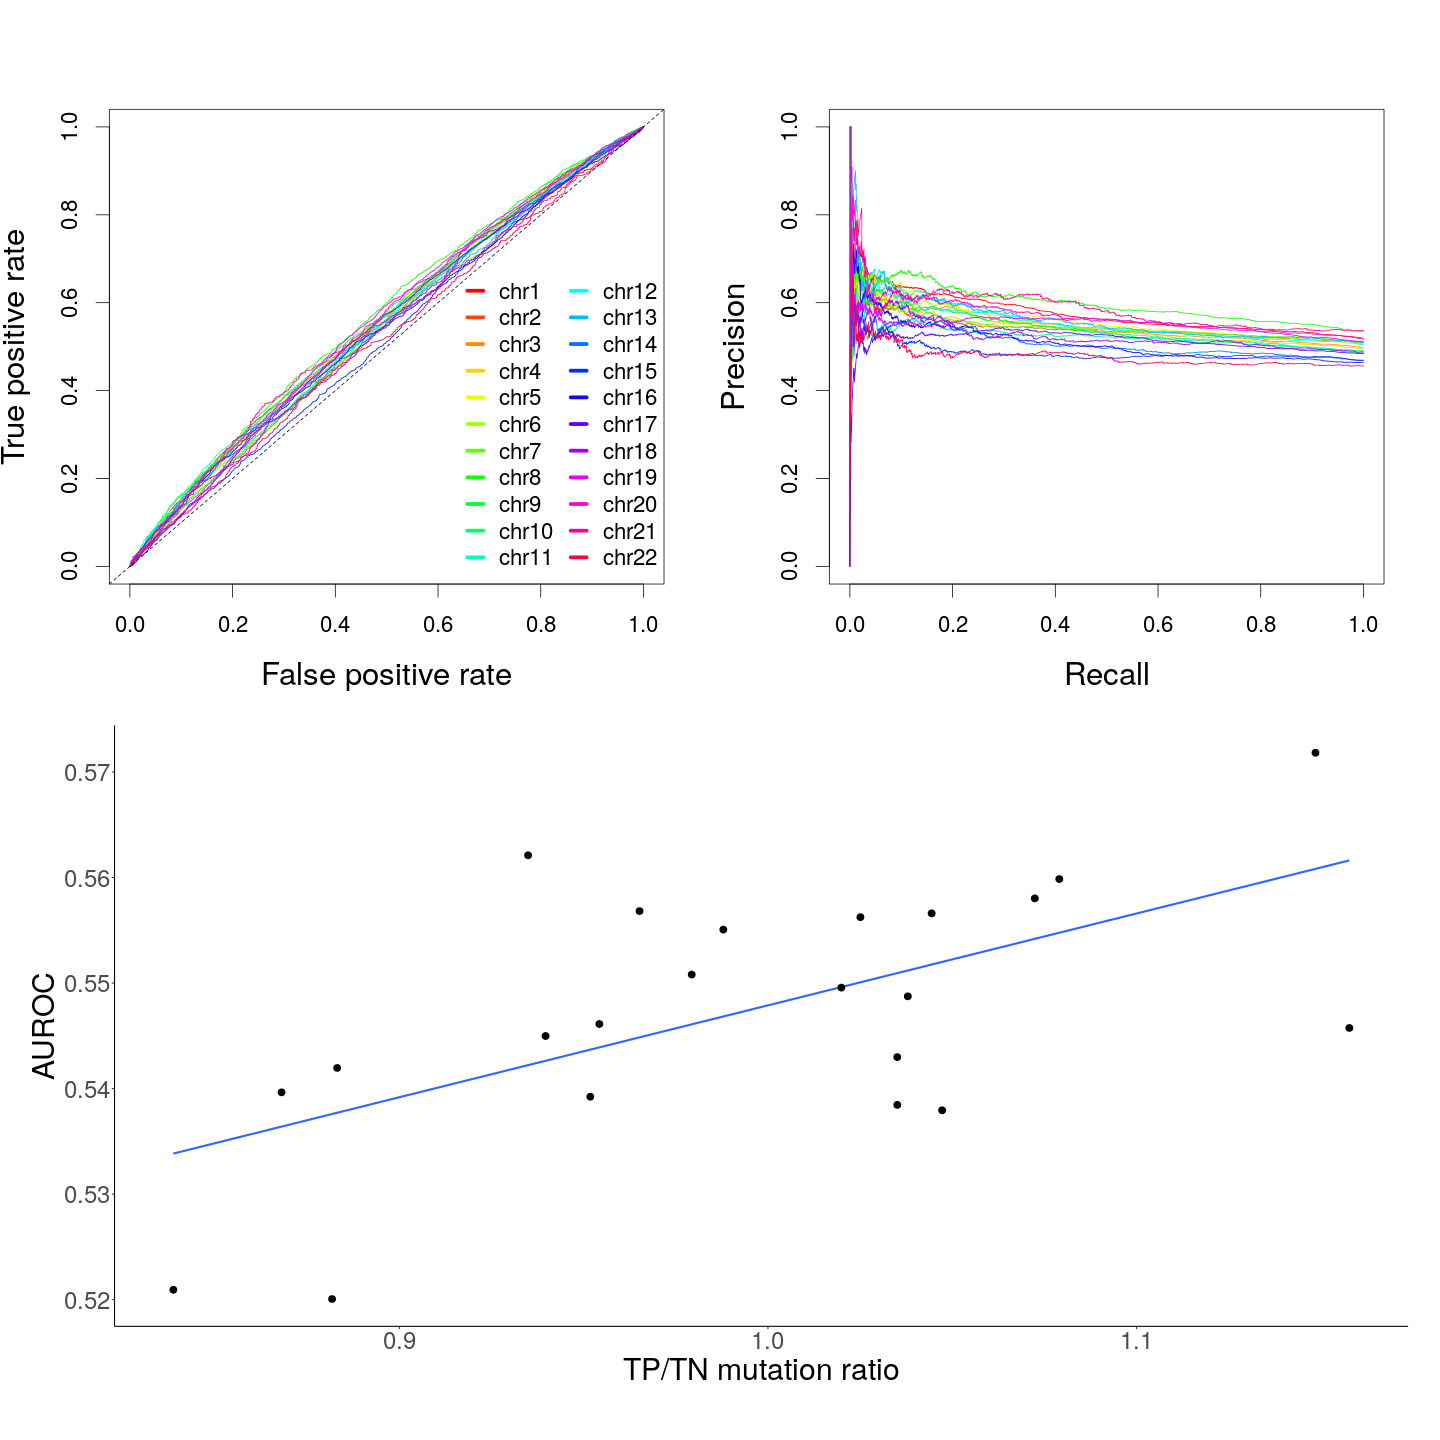 1.0
0.8
0.6
0.4
0.2
0.0
True positive rate
0.0 0.2 0.4 0.6 0.8 1.0
False positive rate
chr1 chr12
chr2 chr13
chr3 chr14
chr4 chr15
chr5 chr16
chr6 chr17
chr7 chr18
chr8 chr19
chr9 chr20
chr10 chr21
chr11 chr22
1.0
0.8
0.6
0.4
0.2
0.0
Precision
0.0 0.2 0.4 0.6 0.8 1.0
Recall
0.57
0.56
0.55
0.54
0.53
0.52
AUROC
0.9 1.0 1.1
TP/TN mutation ratio